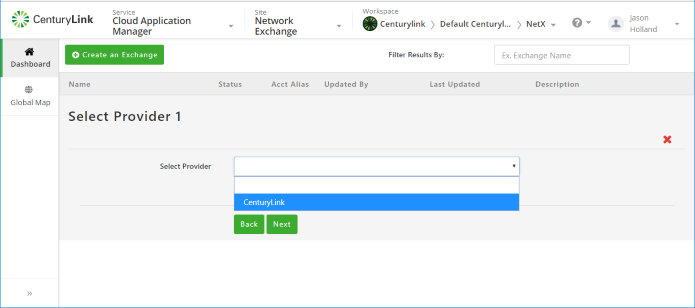 CenturyLink
Service
Cloud Application
Manager
Site
Network
Exchange
Workspace
Centurylink > Default Centuryl... > NetX
?
Jason
Holland
Dashboard
Global Map
»
Create an Exchange
Filter Results By:
Ex. Exchange Name
Name Status Acct Alias Updated By Last Updated Description
Select Provider 1
Select Provider
CenturyLink
Back Next